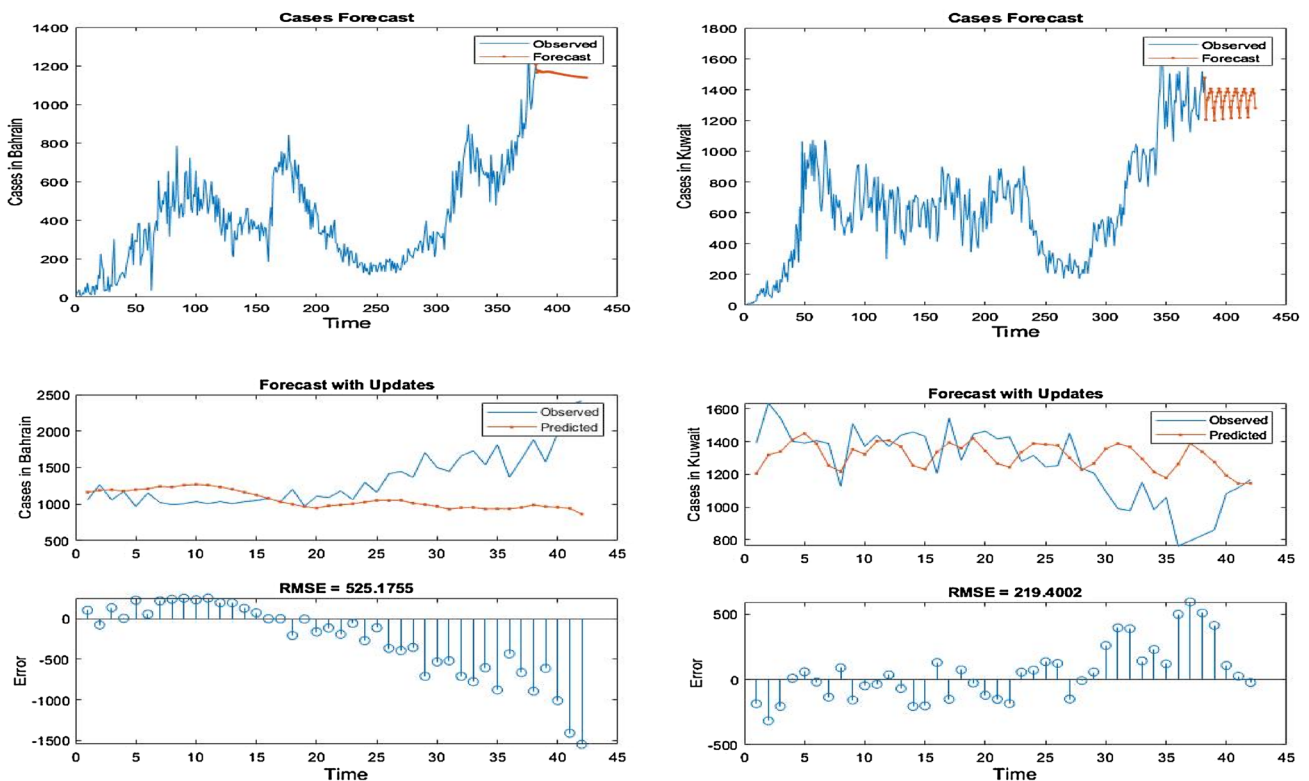 Cases Forecast
1400
1200
1000
800
600
400
200
0
Cases in Bahrain
Observed
Forecast
0 50 100 150 200 250 300 350 400 450
Time
Cases Forecast
1800
1600
1400
1200
1000
800
600
400
200
0
Cases in Kuwait
Observed
Forecast
0 50 100 150 200 250 300 350 400 450
Time
Forecast with Updates
2500
2000
1500
1000
500
Cases in Bahrain
Observed
Predicted
0 5 10 15 20 25 30 35 40 45
RMSE = 525.1755
0
-500
-1000
-1500
Error
0 5 10 15 20 25 30 35 40 45
Time
Forecast with Updates
1600
1400
1200
1000
800
Cases in Kuwait
Observed
Predicted
0 5 10 15 20 25 30 35 40 45
RMSE = 219.4002
500
0
-500
Error
0 5 10 15 20 25 30 35 40 45
Time